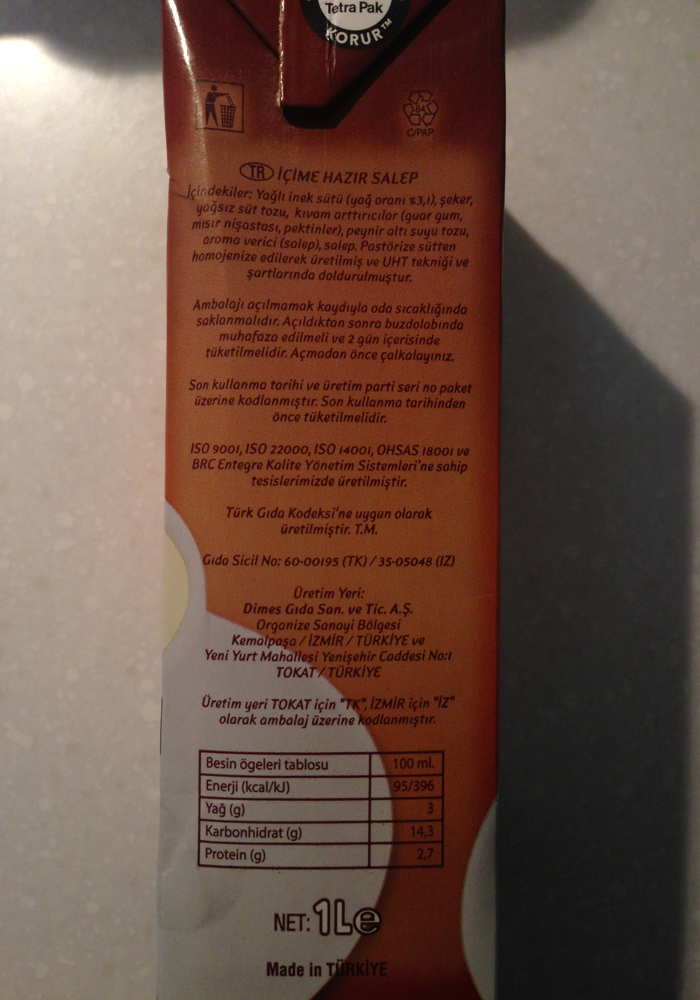 Tetra Pak
KORUR™
84
C/PAP
TR İÇİME HAZIR SALEP
İçindekiler: Yağlı inek sütü (yağ oranı %3,1), şeker,
yağsız süt tozu, kıvam arttırıcılar (guar gum,
mısır nişastası, pektinler), peynir altı suyu tozu,
aroma verici (salep), salep. Pastörize sütten
homojenize edilerek üretilmiş ve UHT tekniği ve
şartlarında doldurulmuştur.
Ambalajı açılmamak kaydıyla oda sıcaklığında
saklanmalıdır. Açıldıktan sonra buzdolabında
muhafaza edilmeli ve 2 gün içerisinde
tüketilmelidir. Açmadan önce çalkalayınız.
Son kullanma tarihi ve üretim parti seri no paket
üzerine kodlanmıştır. Son kullanma tarihinden
önce tüketilmelidir.
ISO 9001, ISO 22000, ISO 14001, OHSAS 18001 ve
BRC Entegre Kalite Yönetim Sistemleri'ne sahip
tesislerimizde üretilmiştir.
Türk Gıda Kodeksi'ne uygun olarak
üretilmiştir. T.M.
Gıda Sicil No: 60-00195 (TK) / 35-05048 (IZ)
Üretim Yeri:
Dimes Gıda San. ve Tic. A.Ş.
Organize Sanayi Bölgesi
Kemalpaşa / İZMİR / TÜRKİYE ve
Yeni Yurt Mahallesi Yenişehir Caddesi No:1
TOKAT / TÜRKİYE
Üretim yeri TOKAT için "TK", İZMİR için "İZ"
olarak ambalaj üzerine kodlanmıştır.
Besin ögeleri tablosu 100 ml.
Enerji (kcal/kJ) 95/396
Yağ (g) 3
Karbonhidrat (g) 14,3
Protein (g) 2,7
NET: 1L℮
Made in TÜRKİYE